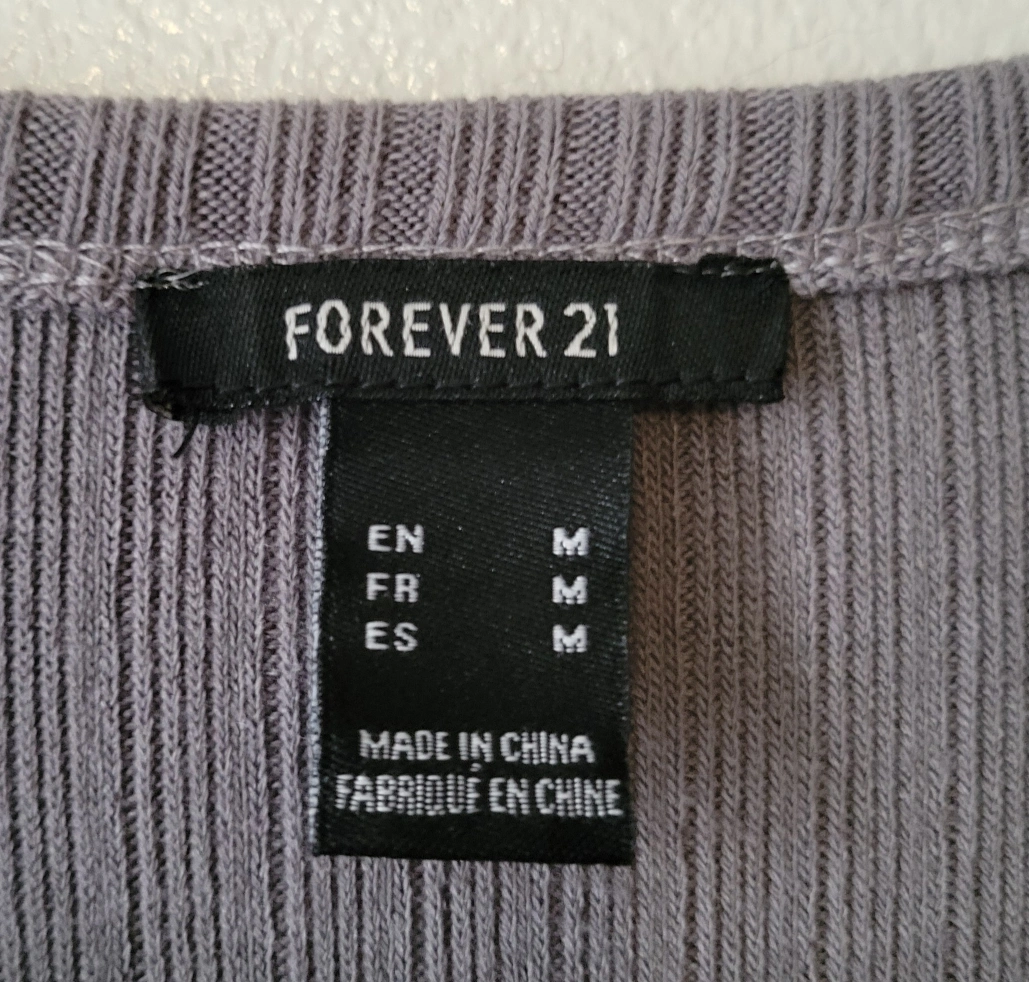 FOREVER 21
EN M
FR M
ES M
MADE IN CHINA
FABRIQUÉ EN CHINE